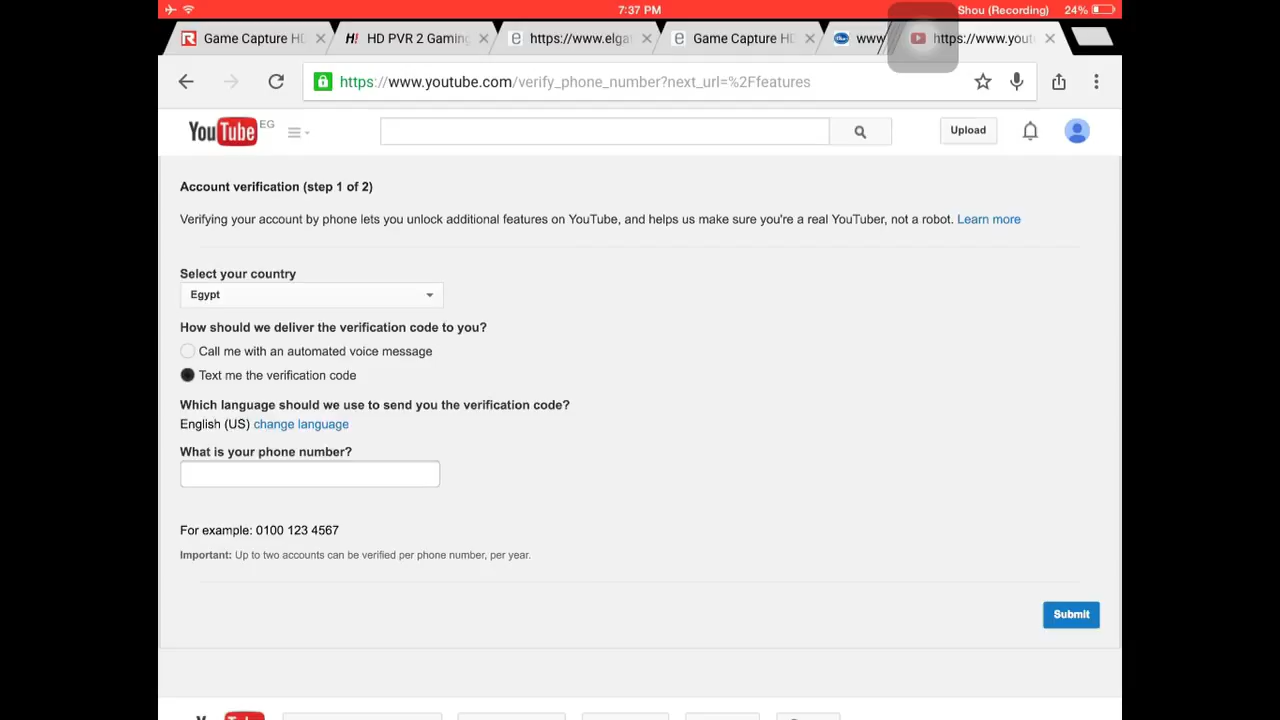 7:37 PM
Shou (Recording)
24%
Game Capture HD
HD PVR 2 Gaming
https://www.elga
Game Capture HD
www
https://www.yout
https://www.youtube.com/verify_phone_number?next_url=%2Ffeatures
YouTube EG
Upload
Account verification (step 1 of 2)
Verifying your account by phone lets you unlock additional features on YouTube, and helps us make sure you're a real YouTuber, not a robot. Learn more
Select your country
Egypt
How should we deliver the verification code to you?
Call me with an automated voice message
Text me the verification code
Which language should we use to send you the verification code?
English (US) change language
What is your phone number?
For example: 0100 123 4567
Important: Up to two accounts can be verified per phone number, per year.
Submit